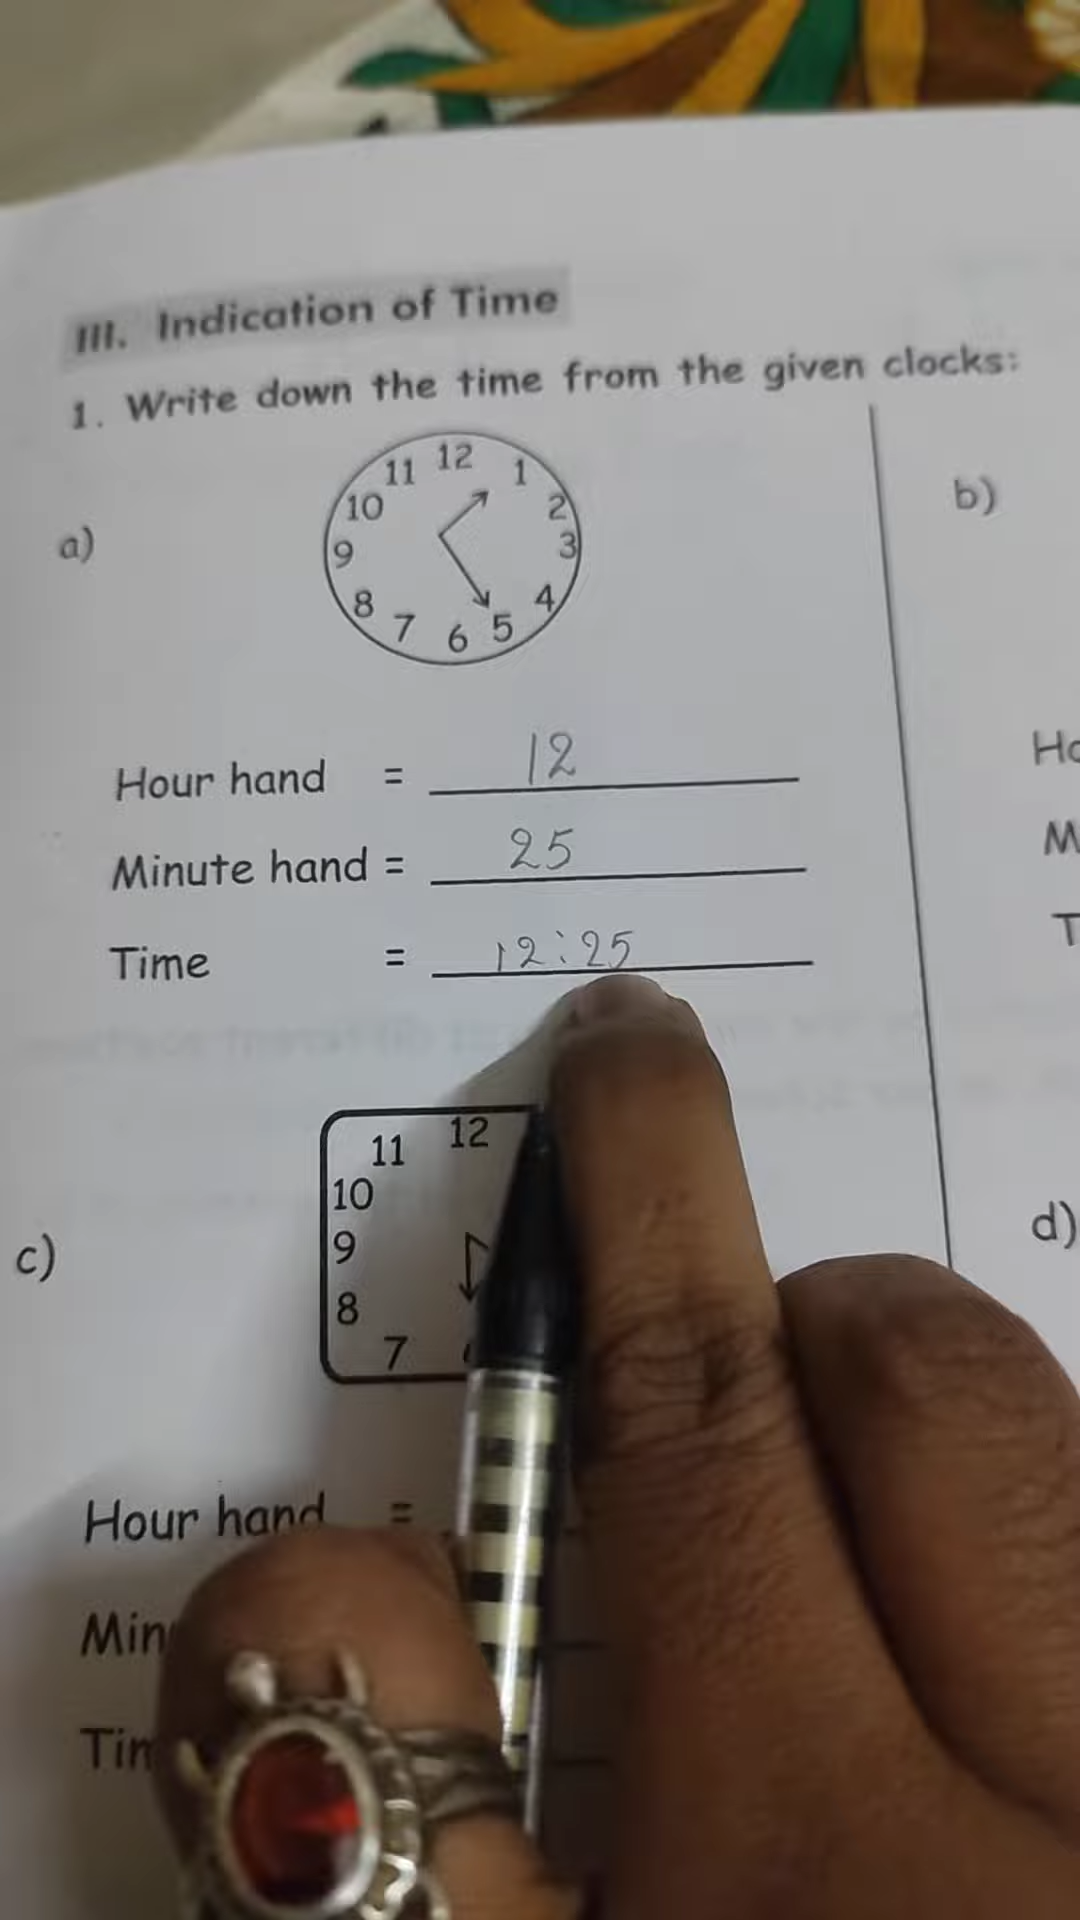 III. Indication of Time
1. Write down the time from the given clocks:
a)
11 12 1
10 2
9 3
8 4
7 6 5
b)
Hour hand = 12
Minute hand = 25
Time = 12:25
M
T
c)
11 12
10
9
8
7
d)
Hour hand =